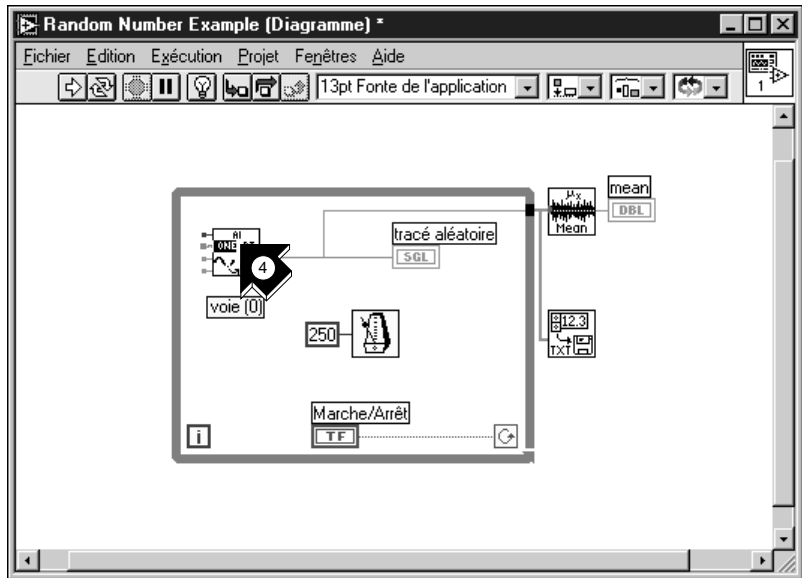 Random Number Example (Diagramme) *
Fichier Edition Exécution Projet Fenêtres Aide
13pt Fonte de l'application
1
mean
DBL
µx
Mean
AI
ONE
tracé aléatoire
SGL
4
voie (0)
250
12.3
TXT
Marche/Arrêt
TF
i